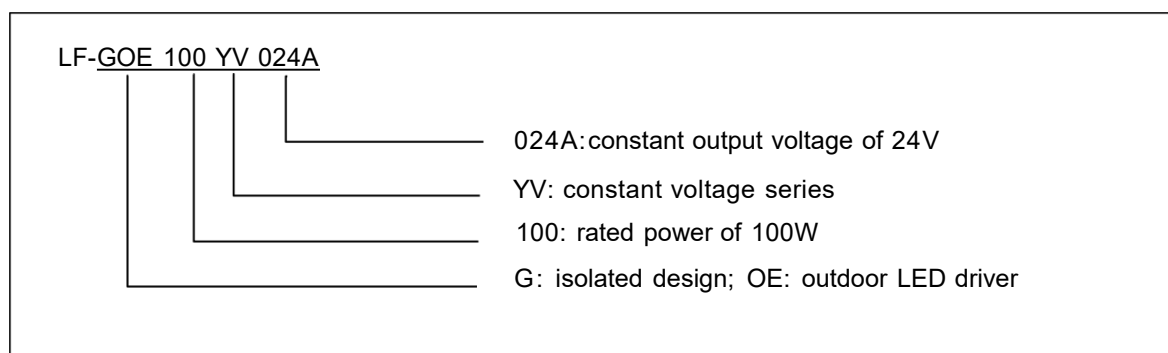 LF-GOE 100 YV 024A
024A:constant output voltage of 24V
YV: constant voltage series
100: rated power of 100W
G: isolated design; OE: outdoor LED driver